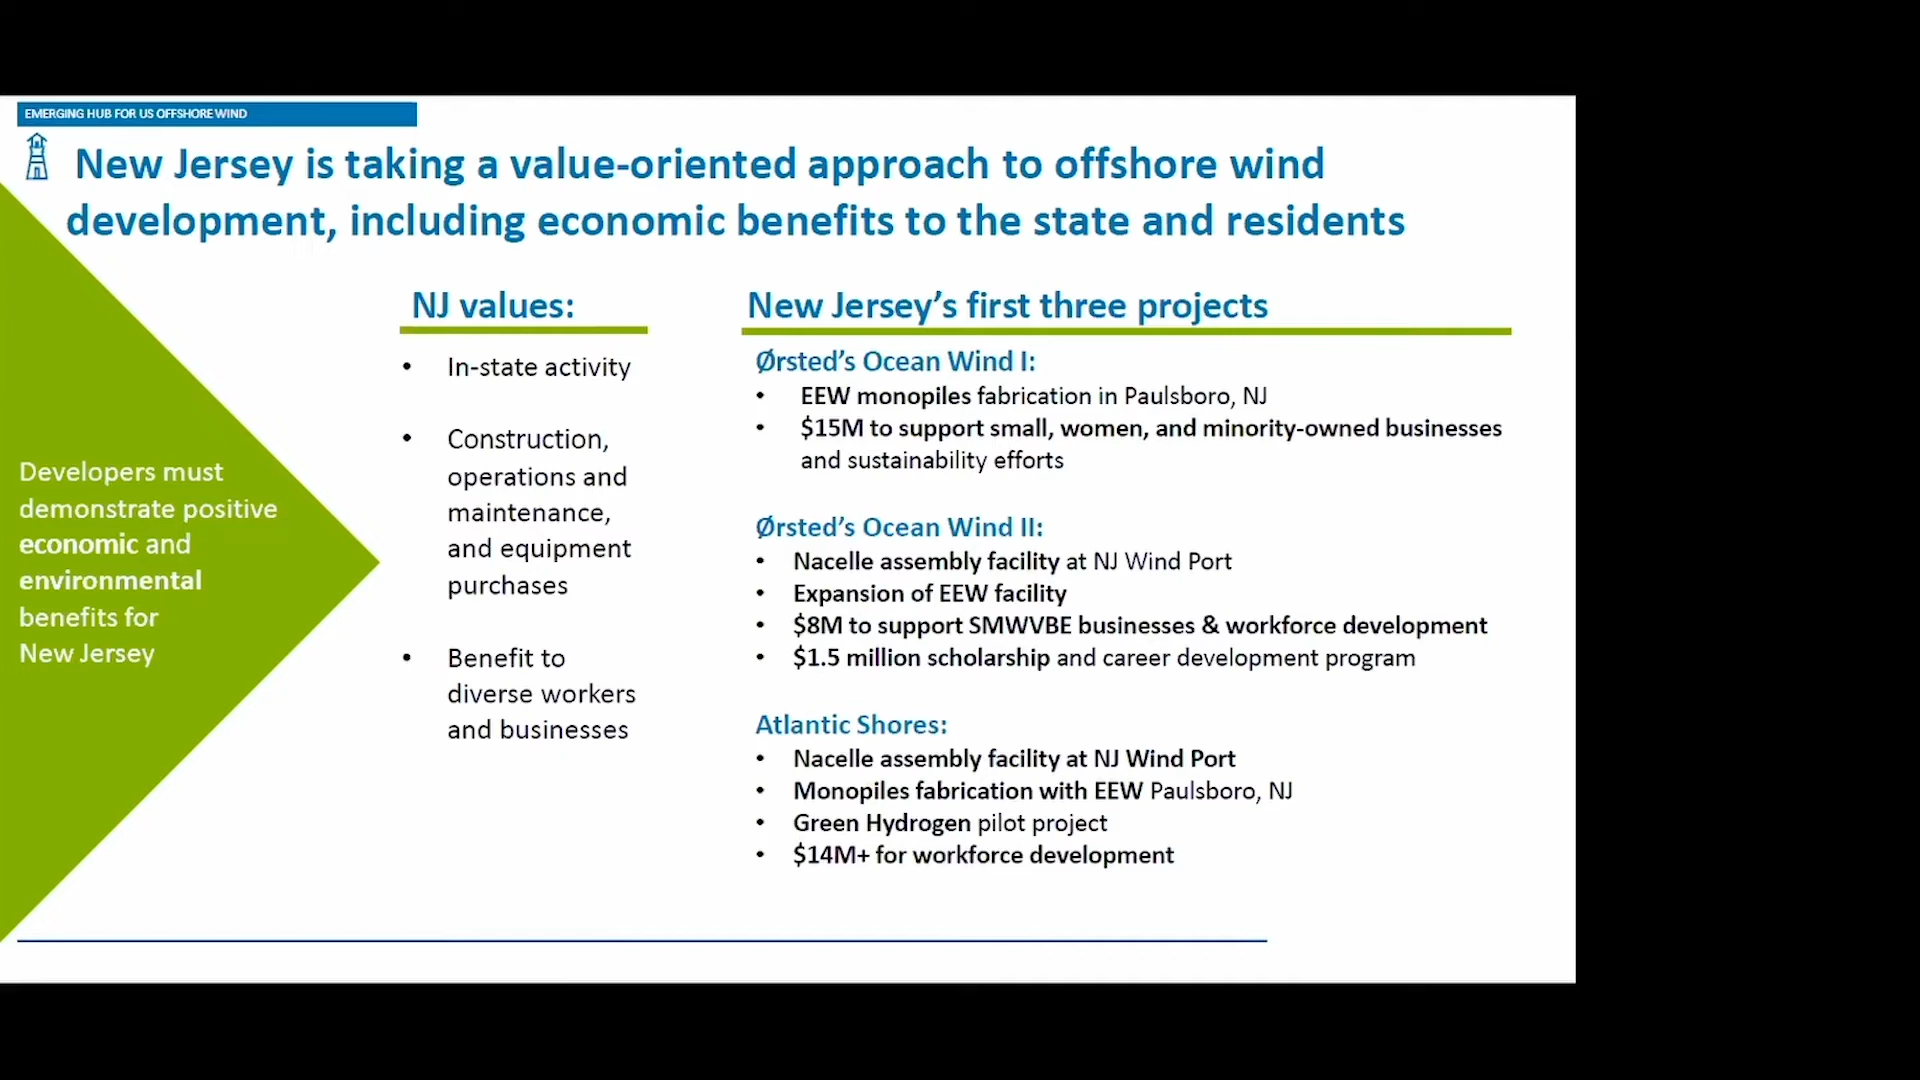 EMERGING HUB FOR US OFFSHORE WIND
New Jersey is taking a value-oriented approach to offshore wind
development, including economic benefits to the state and residents
Developers must
demonstrate positive
economic and
environmental
benefits for
New Jersey
NJ values:
• In-state activity
• Construction,
operations and
maintenance,
and equipment
purchases
• Benefit to
diverse workers
and businesses
New Jersey’s first three projects
Ørsted’s Ocean Wind I:
• EEW monopiles fabrication in Paulsboro, NJ
• $15M to support small, women, and minority-owned businesses
and sustainability efforts
Ørsted’s Ocean Wind II:
• Nacelle assembly facility at NJ Wind Port
• Expansion of EEW facility
• $8M to support SMWVBE businesses & workforce development
• $1.5 million scholarship and career development program
Atlantic Shores:
• Nacelle assembly facility at NJ Wind Port
• Monopiles fabrication with EEW Paulsboro, NJ
• Green Hydrogen pilot project
• $14M+ for workforce development